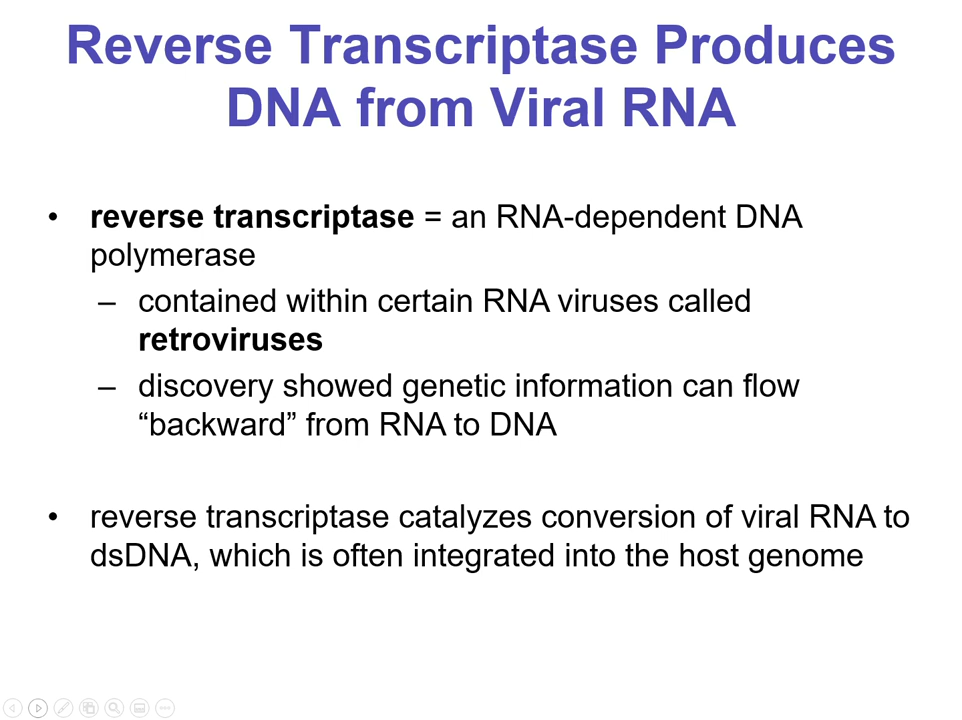 Reverse Transcriptase Produces
DNA from Viral RNA
• reverse transcriptase = an RNA-dependent DNA
polymerase
– contained within certain RNA viruses called
retroviruses
– discovery showed genetic information can flow
“backward” from RNA to DNA
• reverse transcriptase catalyzes conversion of viral RNA to
dsDNA, which is often integrated into the host genome